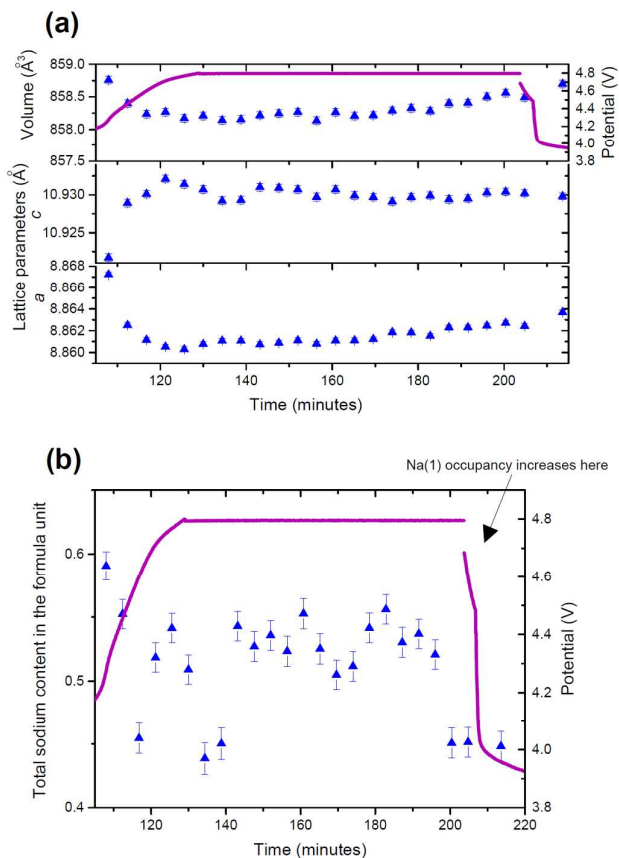 (a)
859.0
858.5
858.0
857.5
Volume (Å³)
4.8
4.6
4.4
4.2
4.0
3.8
Potential (V)
10.930
10.925
8.868
8.866
8.864
8.862
8.860
Lattice parameters (Å)
c
a
120 140 160 180 200
Time (minutes)
(b)
Na(1) occupancy increases here
0.6
0.5
0.4
Total sodium content in the formula unit
4.8
4.6
4.4
4.2
4.0
3.8
Potential (V)
120 140 160 180 200 220
Time (minutes)